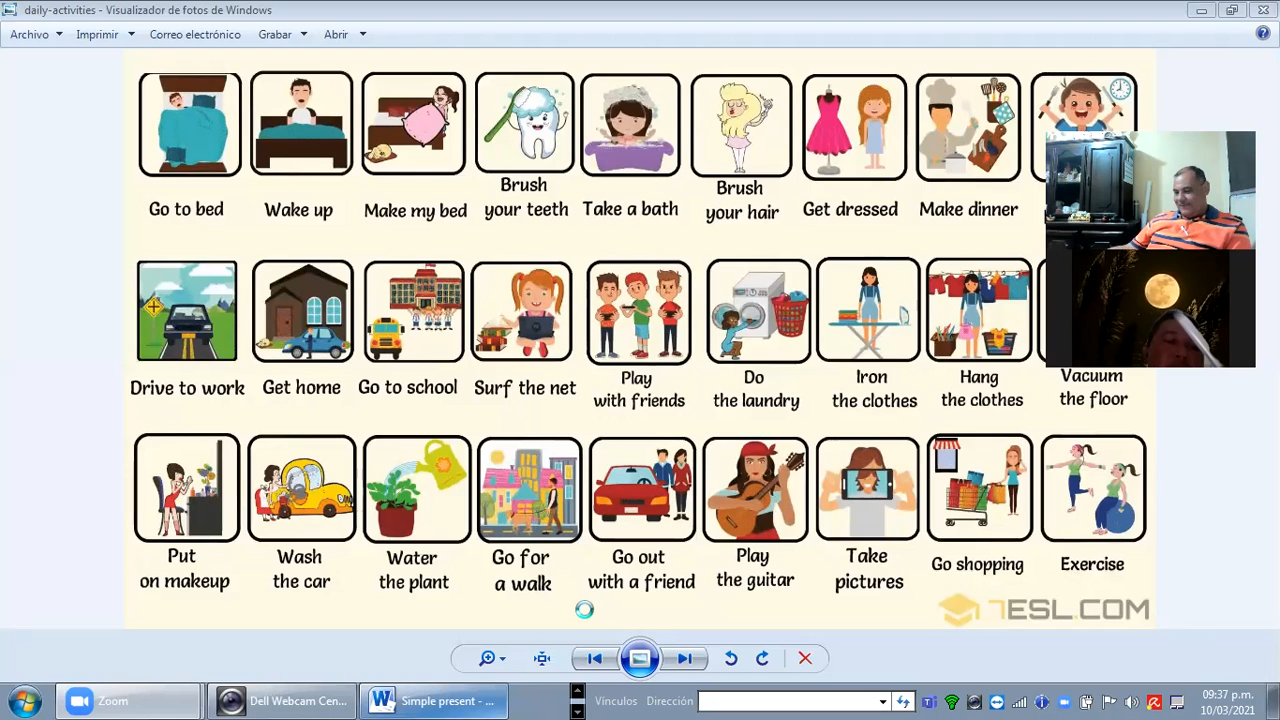 daily-activities - Visualizador de fotos de Windows
Archivo Imprimir Correo electrónico Grabar Abrir
Go to bed
Wake up
Make my bed
Brush
your teeth
Take a bath
Brush
your hair
Get dressed
Make dinner
Drive to work
Get home
Go to school
Surf the net
Play
with friends
Do
the laundry
Iron
the clothes
Hang
the clothes
Vacuum
the floor
Put
on makeup
Wash
the car
Water
the plant
Go for
a walk
Go out
with a friend
Play
the guitar
Take
pictures
Go shopping
Exercise
7ESL.COM
Zoom
Dell Webcam Cen...
Simple present - ...
Vínculos Dirección
09:37 p.m.
10/03/2021